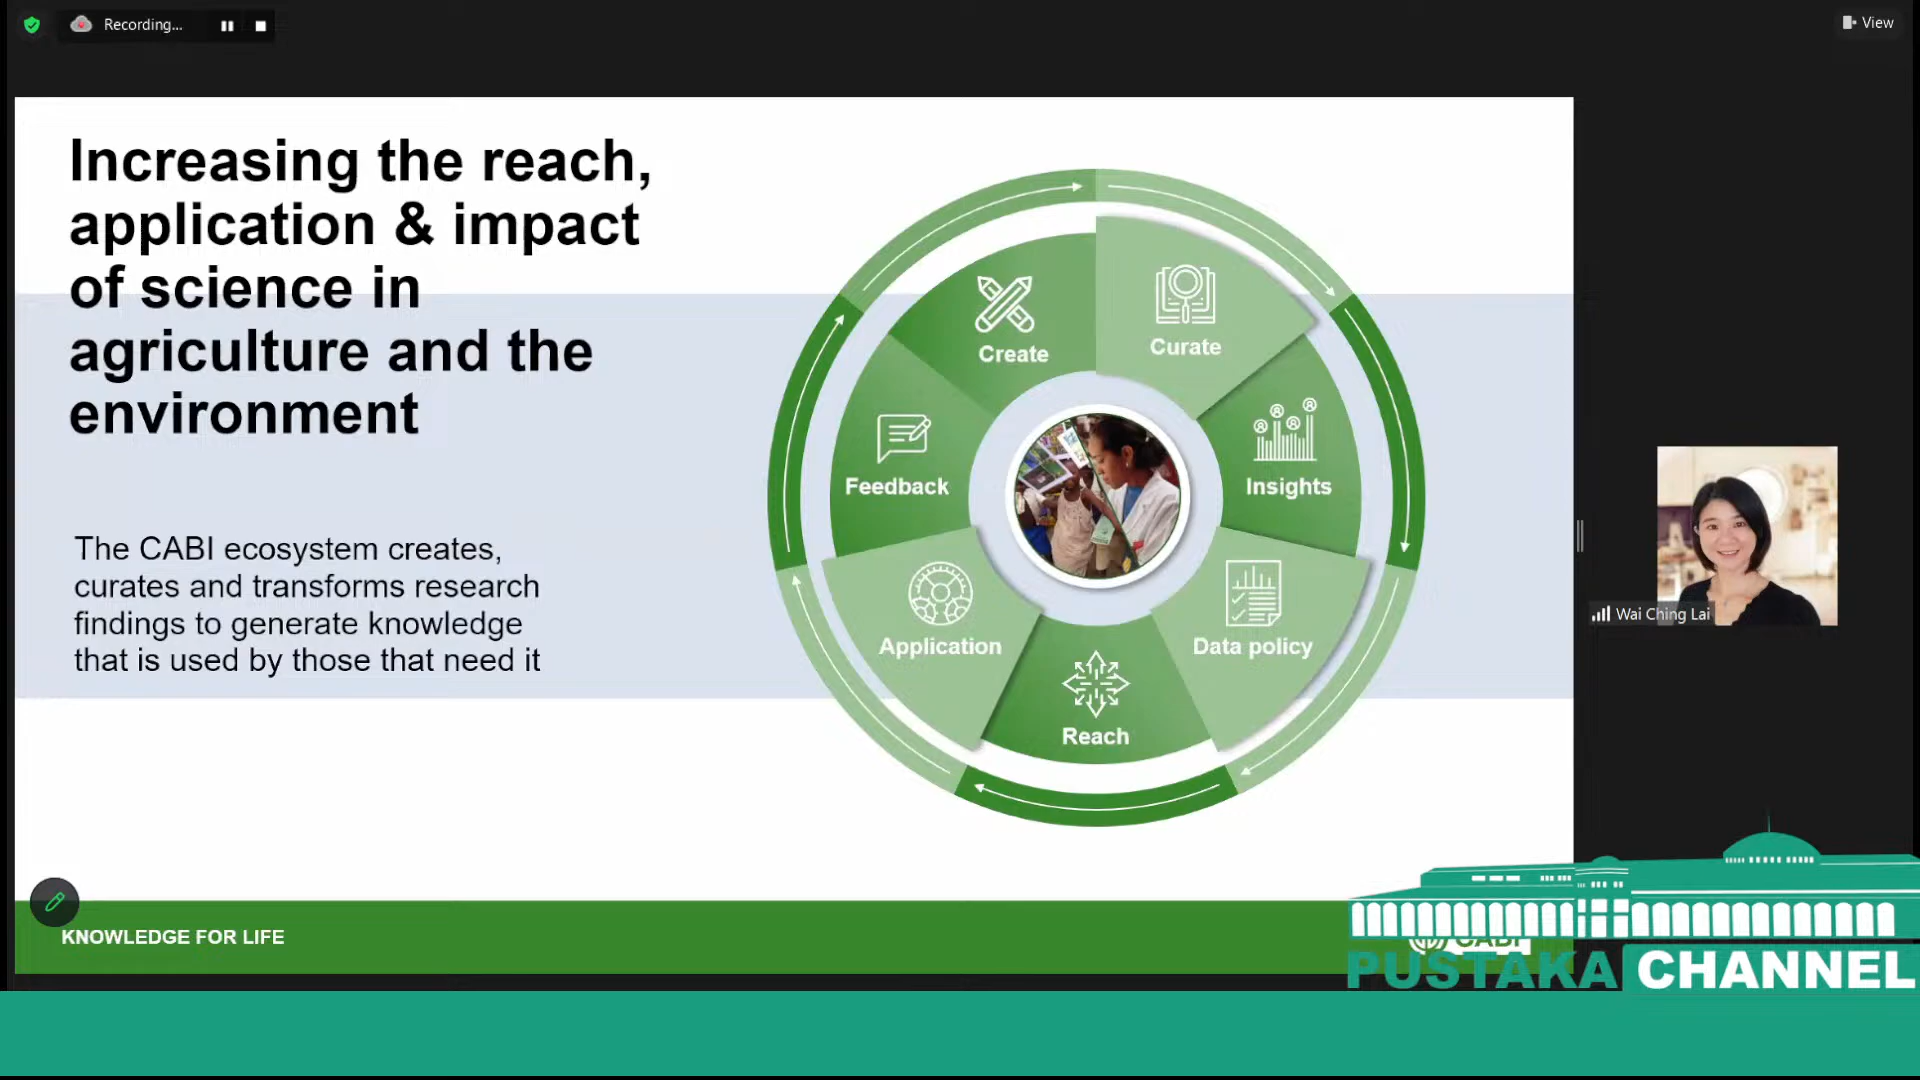 Recording...
View
Increasing the reach,
application & impact
of science in
agriculture and the
environment
The CABI ecosystem creates,
curates and transforms research
findings to generate knowledge
that is used by those that need it
Create
Curate
Feedback
Insights
Application
Data policy
Reach
Wai Ching Lai
KNOWLEDGE FOR LIFE
CABI
PUSTAKA CHANNEL